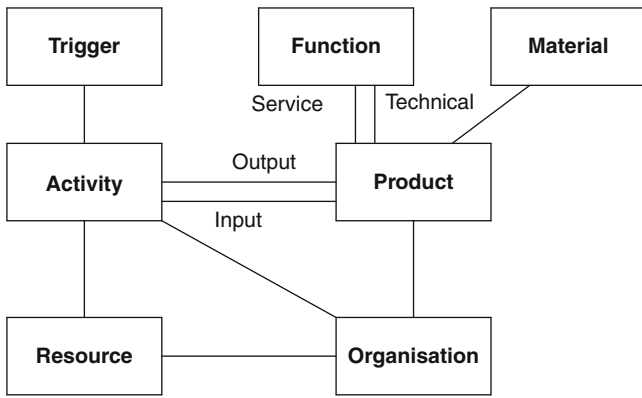 Trigger
Function
Material
Service
Technical
Activity
Output
Product
Input
Resource
Organisation